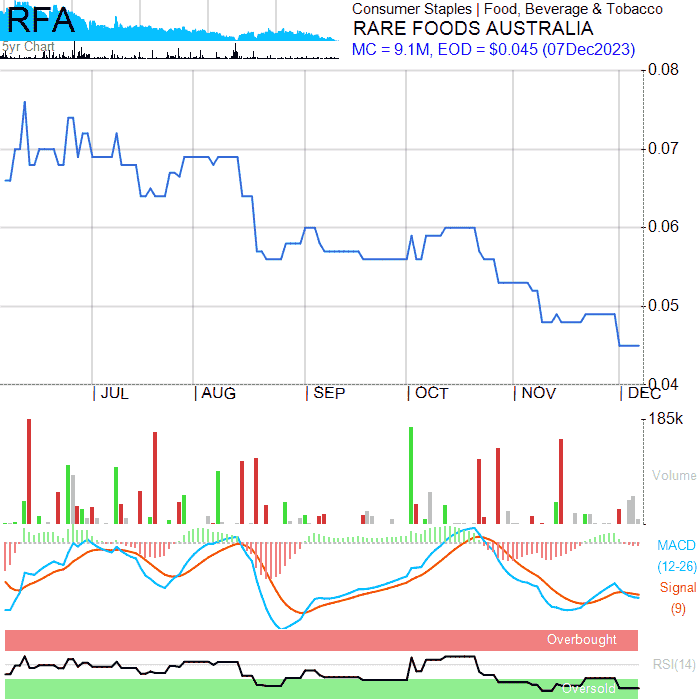 RFA
5yr Chart
Consumer Staples | Food, Beverage & Tobacco
RARE FOODS AUSTRALIA
MC = 9.1M, EOD = $0.045 (07Dec2023)
0.08
0.07
0.06
0.05
0.04
JUL AUG SEP OCT NOV DEC
185k
Volume
MACD
(12-26)
Signal
(9)
Overbought
RSI(14)
Oversold